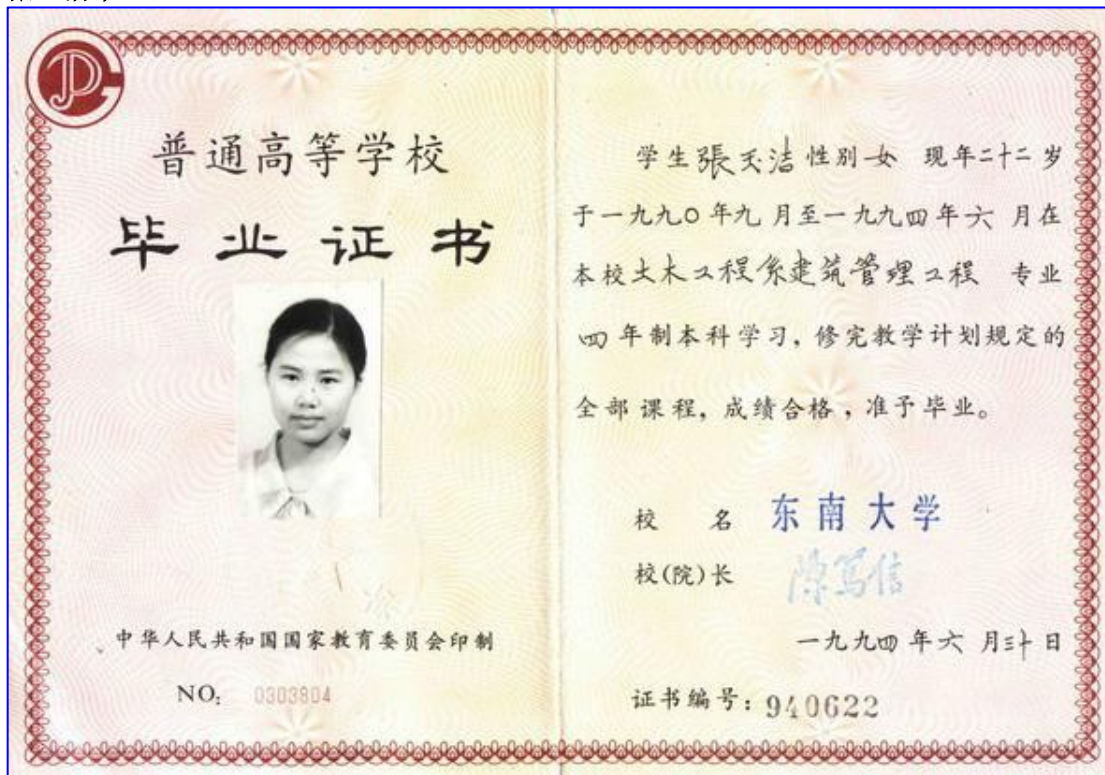 普通高等学校
毕业证书
中华人民共和国国家教育委员会印制
NO: 0303804
学生張玉洁性别女 现年二十二岁
于一九九〇年九月至一九九四年六月在
本校土木工程系建筑管理工程 专业
四年制本科学习,修完教学计划规定的
全部课程,成绩合格,准予毕业。
校 名 东南大学
校(院)长 陈笃信
一九九四年六月三十日
证书编号:940622